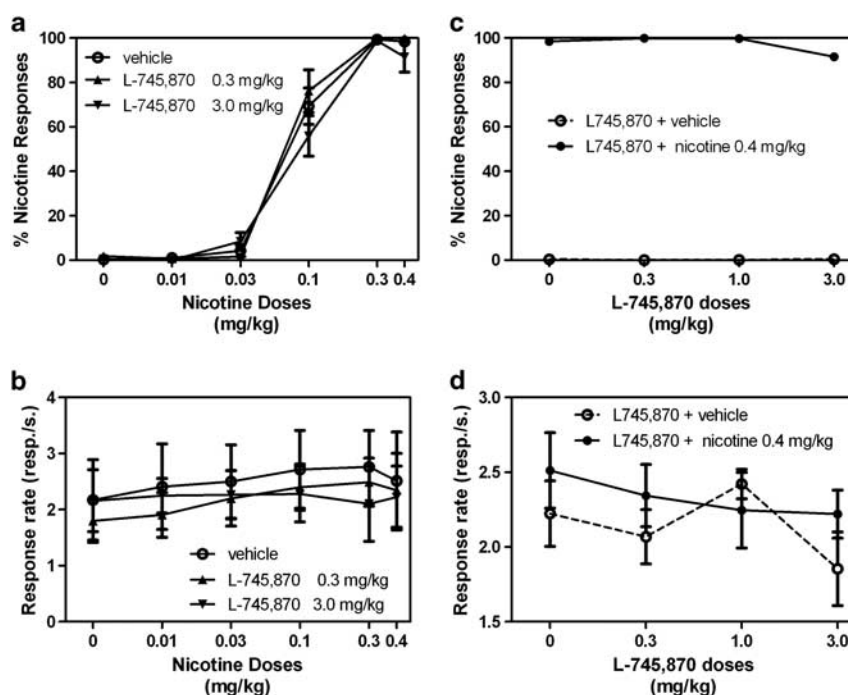 a
100
80
60
40
20
0
% Nicotine Responses
vehicle
L-745,870 0.3 mg/kg
L-745,870 3.0 mg/kg
0 0.01 0.03 0.1 0.3 0.4
Nicotine Doses
(mg/kg)
c
100
80
60
40
20
0
% Nicotine Responses
L745,870 + vehicle
L745,870 + nicotine 0.4 mg/kg
0 0.3 1.0 3.0
L-745,870 doses
(mg/kg)
b
4
3
2
1
0
Response rate (resp./s.)
vehicle
L-745,870 0.3 mg/kg
L-745,870 3.0 mg/kg
0 0.01 0.03 0.1 0.3 0.4
Nicotine Doses
(mg/kg)
d
3.0
2.5
2.0
1.5
Response rate (resp./s.)
L745,870 + vehicle
L745,870 + nicotine 0.4 mg/kg
0 0.3 1.0 3.0
L-745,870 doses
(mg/kg)